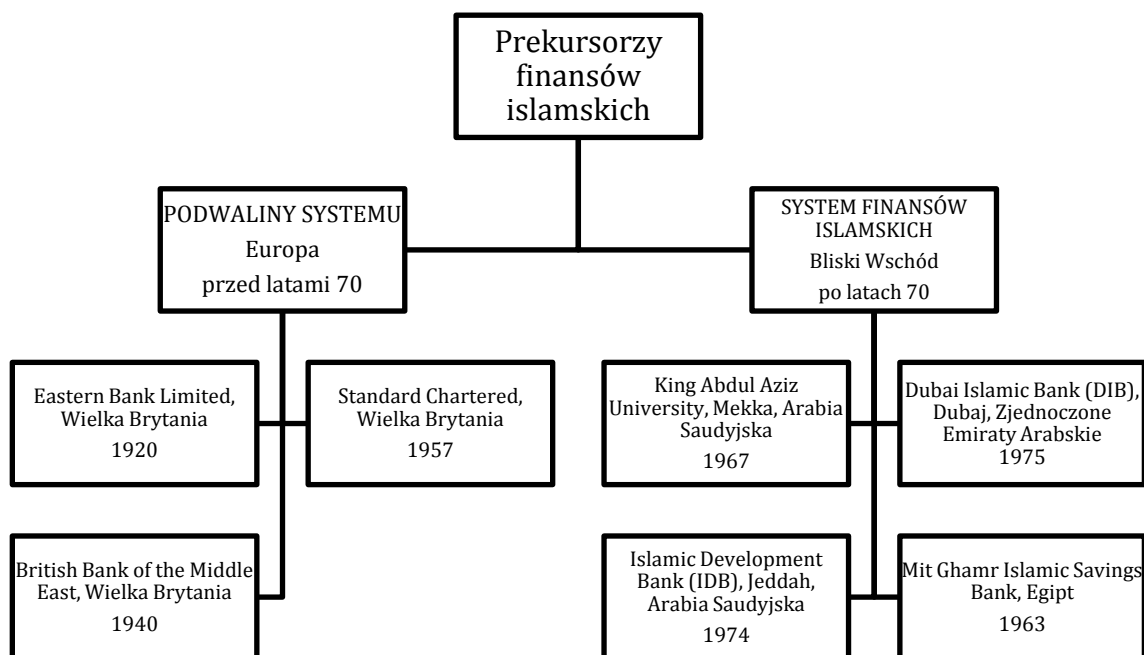 Prekursorzy
finansów
islamskich
PODWALINY SYSTEMU
Europa
przed latami 70
SYSTEM FINANSÓW
ISLAMSKICH
Bliski Wschód
po latach 70
Eastern Bank Limited,
Wielka Brytania
1920
Standard Chartered,
Wielka Brytania
1957
King Abdul Aziz
University, Mekka, Arabia
Saudyjska
1967
Dubai Islamic Bank (DIB),
Dubaj, Zjednoczone
Emiraty Arabskie
1975
British Bank of the Middle
East, Wielka Brytania
1940
Islamic Development
Bank (IDB), Jeddah,
Arabia Saudyjska
1974
Mit Ghamr Islamic Savings
Bank, Egipt
1963